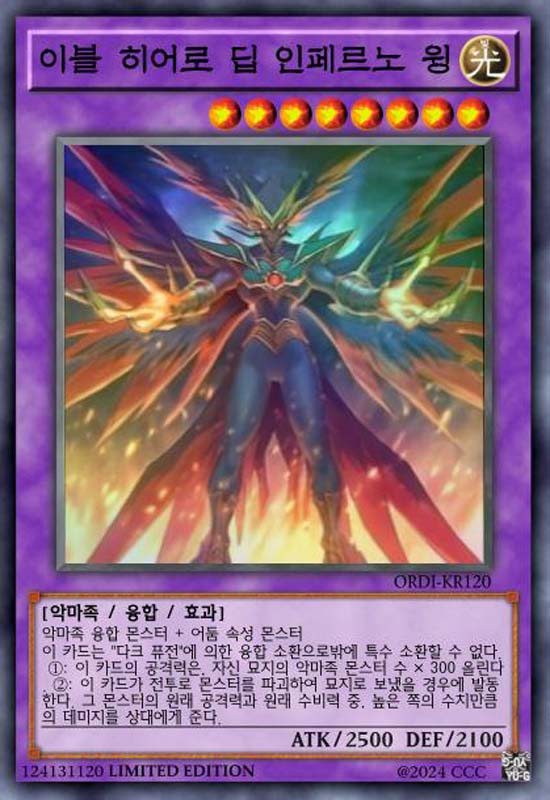 이블 히어로 딥 인페르노 윙
빛
光
ORDI-KR120
[악마족 / 융합 / 효과]
악마족 융합 몬스터 + 어둠 속성 몬스터
이 카드는 "다크 퓨전"에 의한 융합 소환으로밖에 특수 소환할 수 없다.
①: 이 카드의 공격력은, 자신 묘지의 악마족 몬스터 수 × 300 올린다
②: 이 카드가 전투로 몬스터를 파괴하여 묘지로 보냈을 경우에 발동
한다. 그 몬스터의 원래 공격력과 원래 수비력 중, 높은 쪽의 수치만큼
의 데미지를 상대에게 준다.
ATK/2500 DEF/2100
124131120 LIMITED EDITION
@2024 CCC